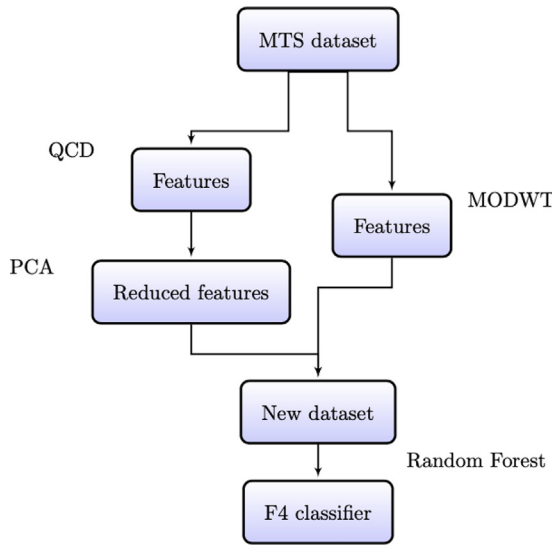 MTS dataset
QCD
Features
MODWT
Features
PCA
Reduced features
New dataset
Random Forest
F4 classifier